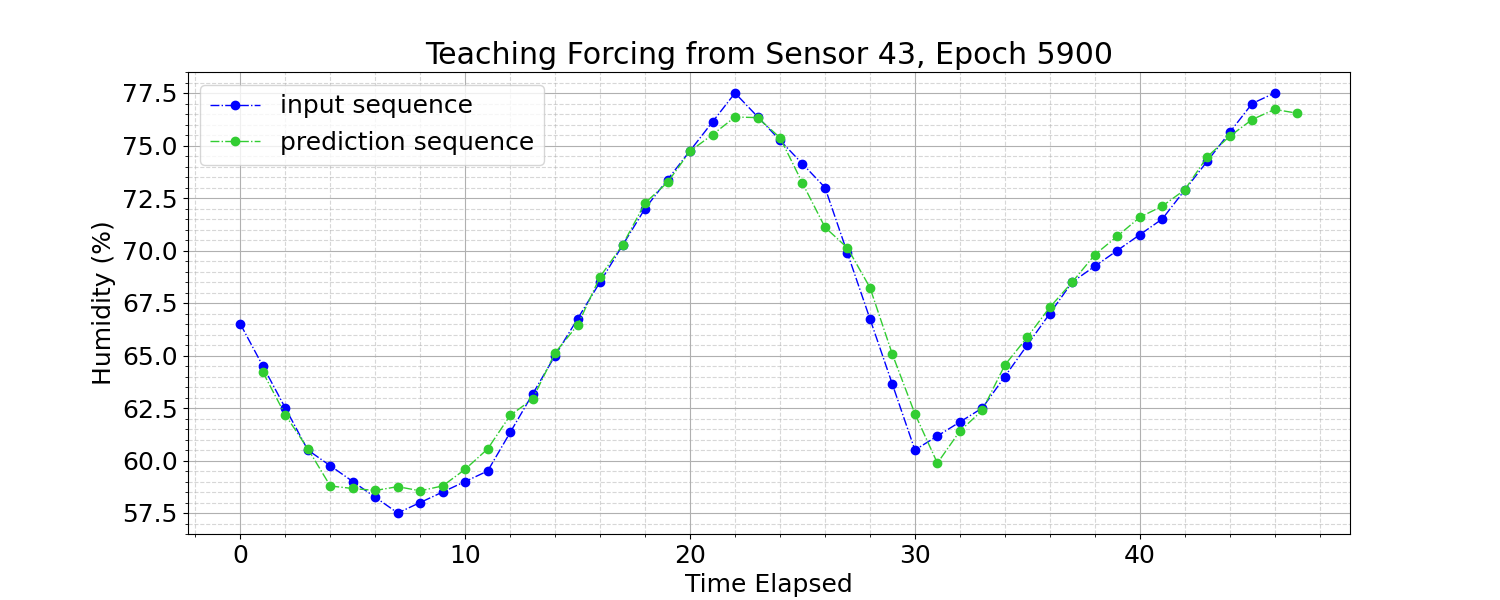 Teaching Forcing from Sensor 43, Epoch 5900
input sequence
prediction sequence
Humidity (%)
77.5
75.0
72.5
70.0
67.5
65.0
62.5
60.0
57.5
0 10 20 30 40
Time Elapsed